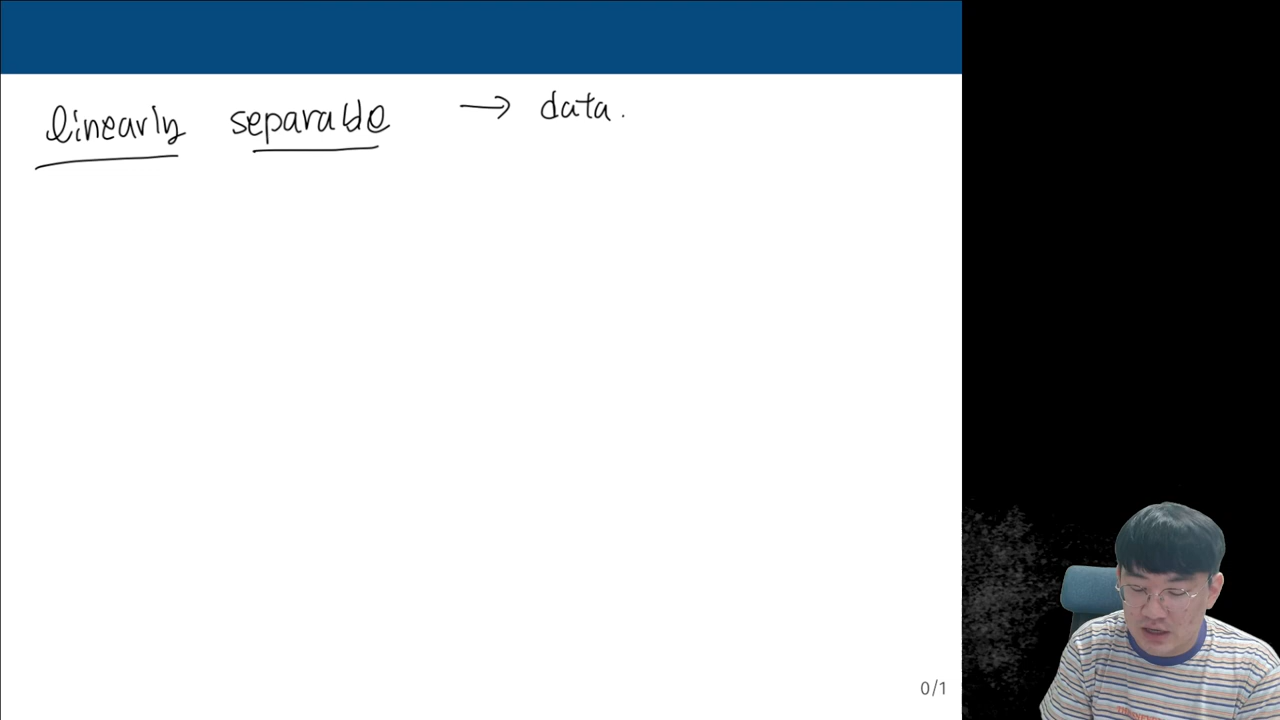 linearly separable → data.
0/1